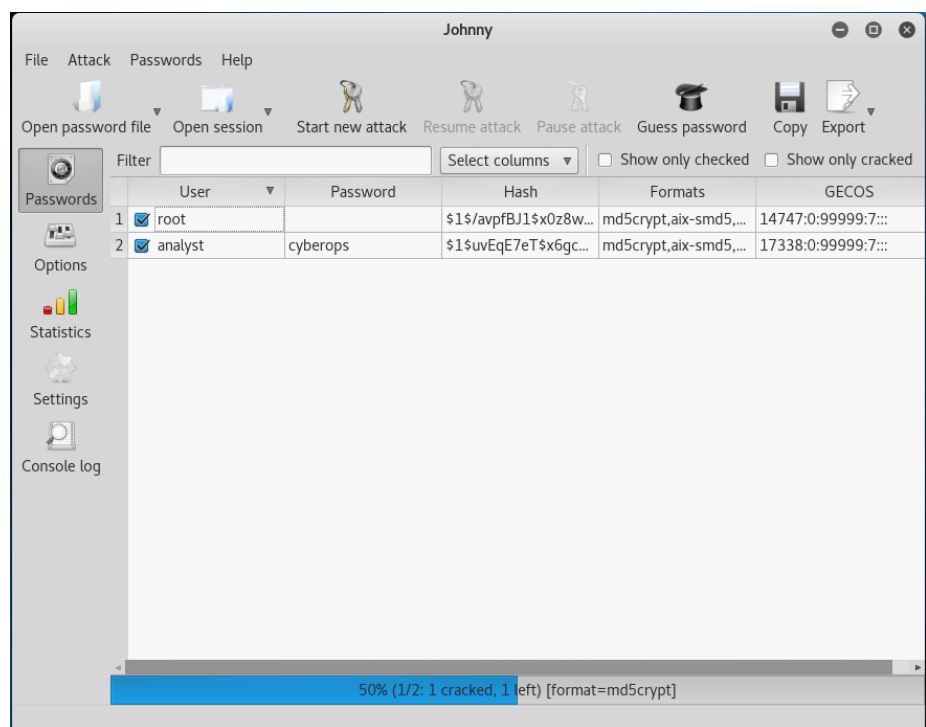 Johnny
File Attack Passwords Help
Open password file Open session Start new attack Resume attack Pause attack Guess password Copy Export
Passwords
Options
Statistics
Settings
Console log
Filter Select columns Show only checked Show only cracked
User Password Hash Formats GECOS
1 root $1$/avpfBJ1$x0z8w... md5crypt,aix-smd5,... 14747:0:99999:7:::
2 analyst cyberops $1$uvEqE7eT$x6gc... md5crypt,aix-smd5,... 17338:0:99999:7:::
50% (1/2: 1 cracked, 1 left) [format=md5crypt]